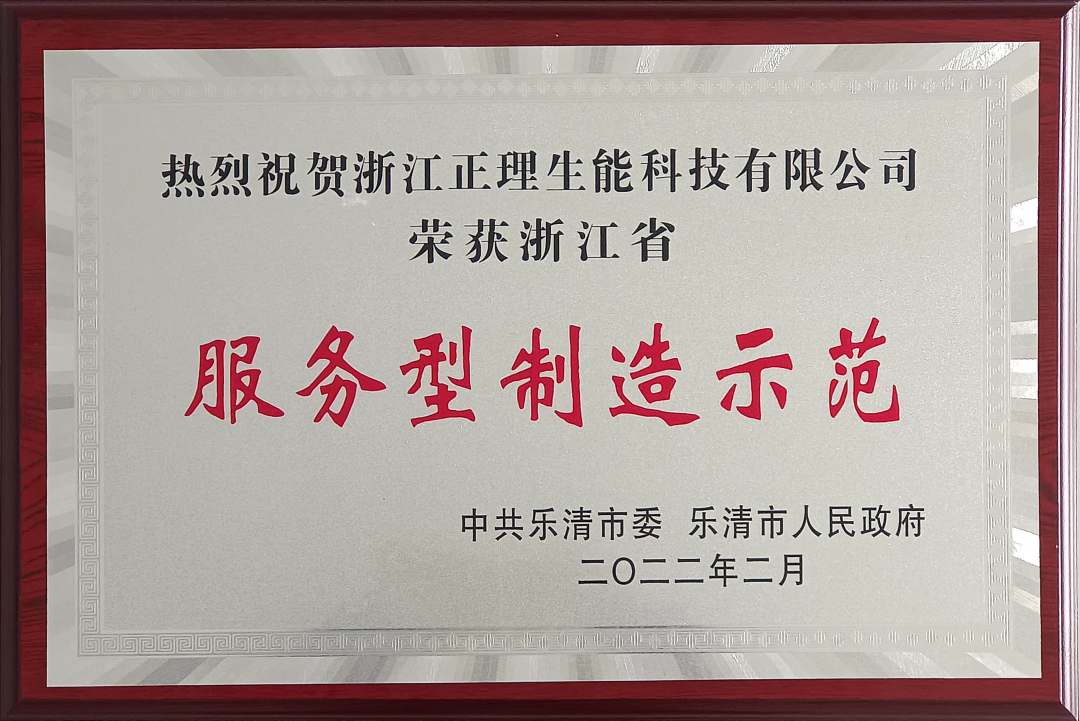 热烈祝贺浙江正理生能科技有限公司
荣获浙江省
服务型制造示范
中共乐清市委 乐清市人民政府
二〇二二年二月